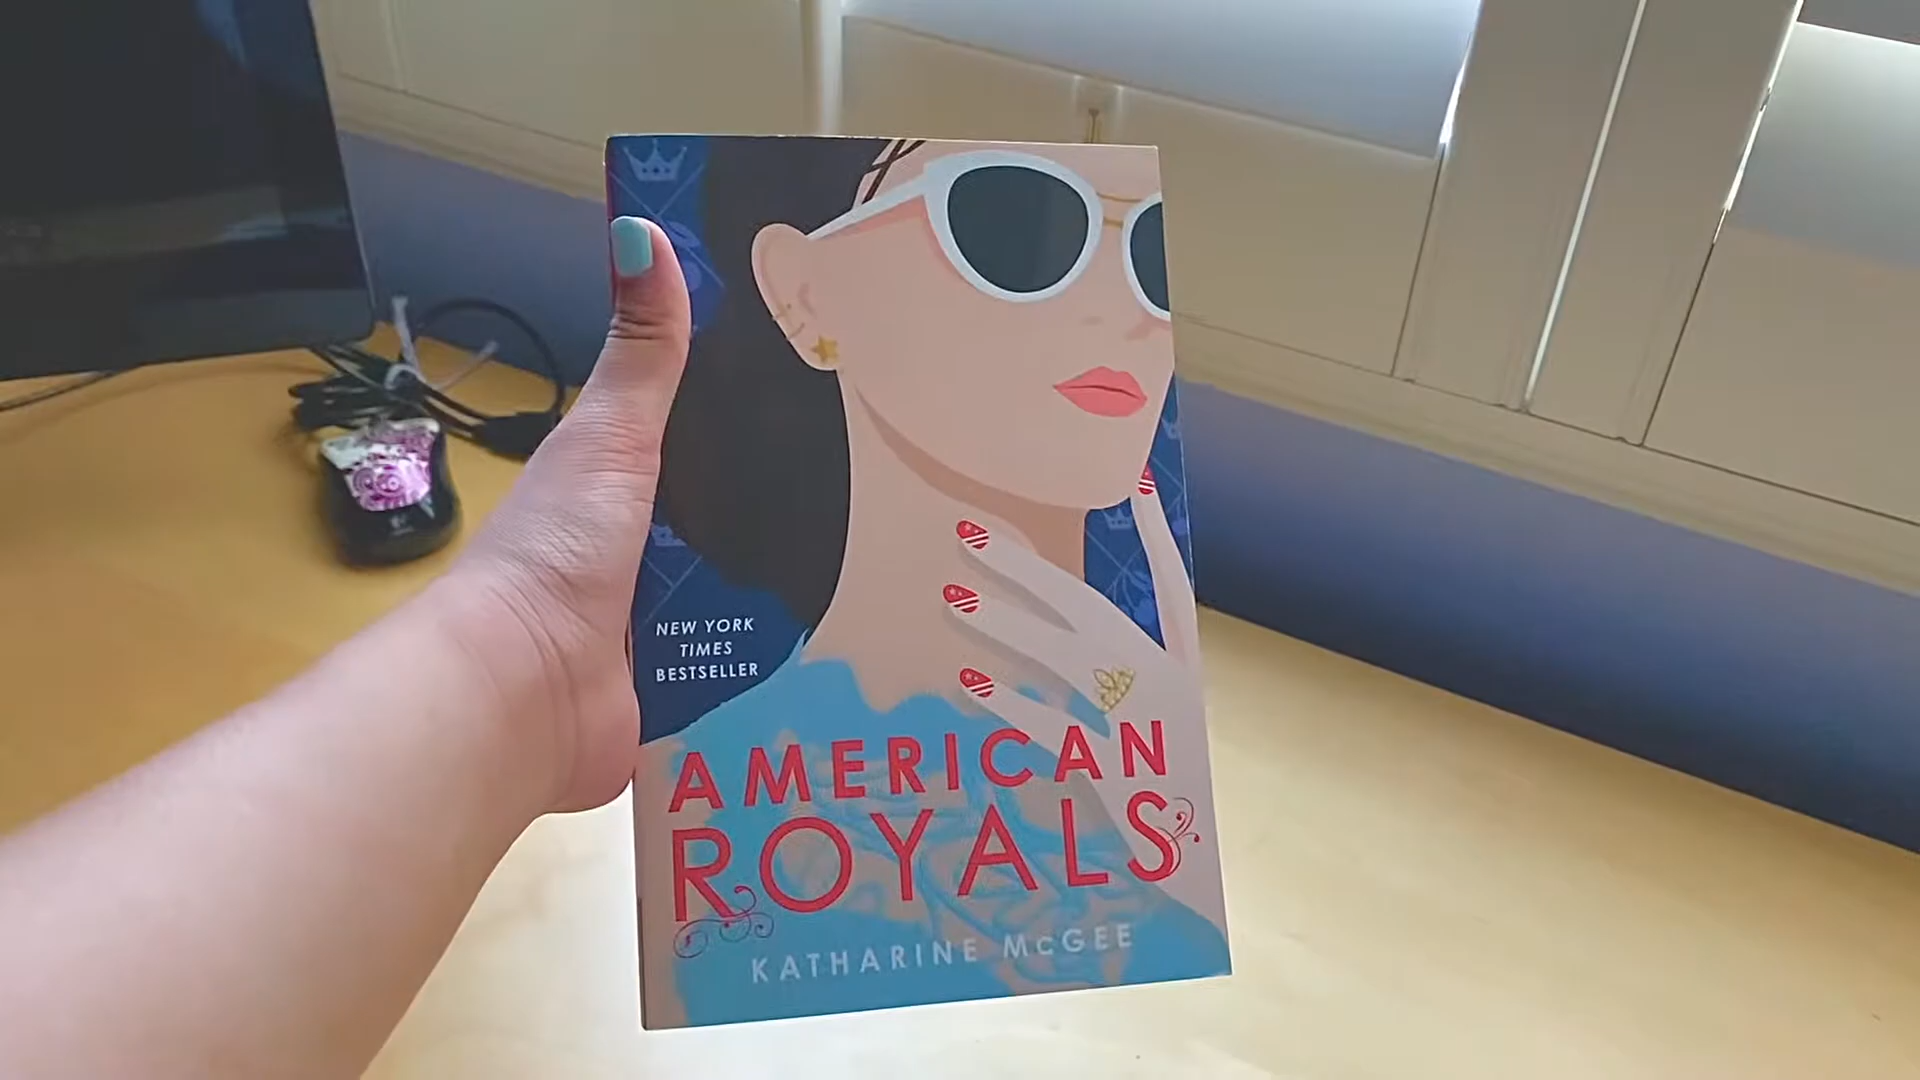 NEW YORK
TIMES
BESTSELLER
AMERICAN
ROYALS
KATHARINE McGEE